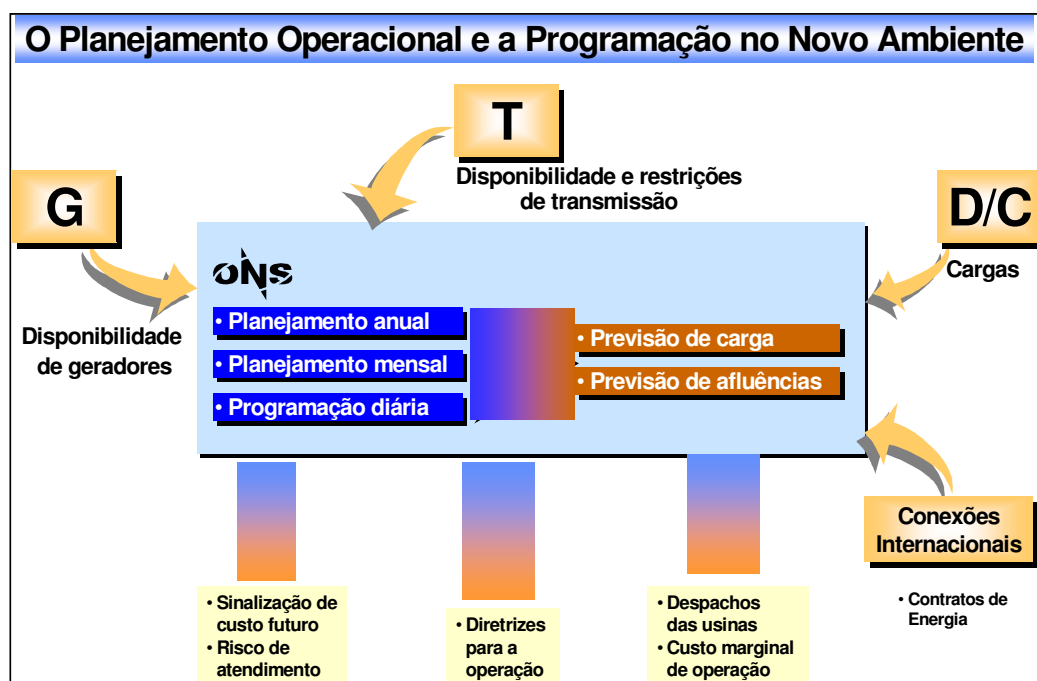 O Planejamento Operacional e a Programação no Novo Ambiente
T
Disponibilidade e restrições
de transmissão
G
Disponibilidade
de geradores
D/C
Cargas
ONS
• Planejamento anual
• Planejamento mensal
• Programação diária
• Previsão de carga
• Previsão de afluências
Conexões
Internacionais
• Contratos de
Energia
• Sinalização de
custo futuro
• Risco de
atendimento
• Diretrizes
para a
operação
• Despachos
das usinas
• Custo marginal
de operação